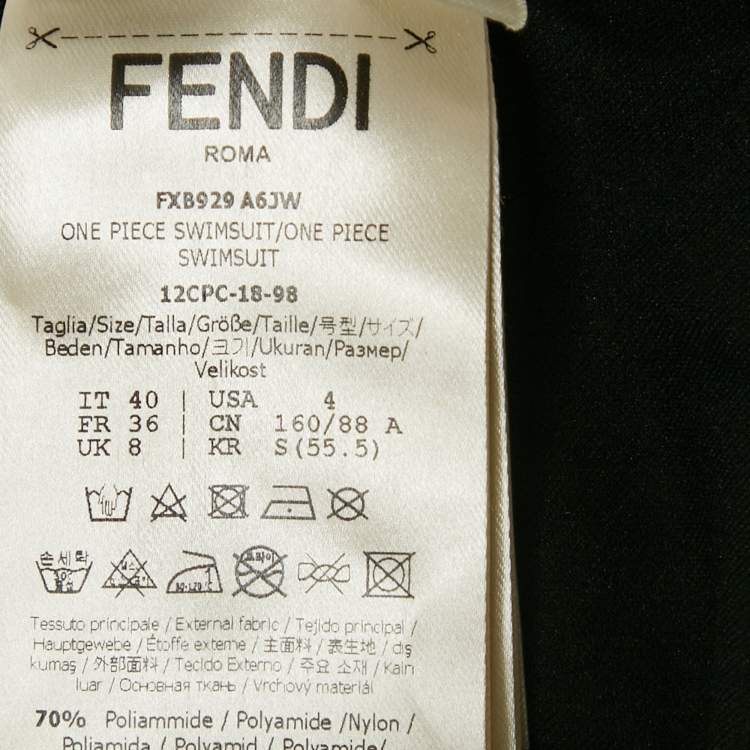 FENDI
ROMA
FXB929 A6JW
ONE PIECE SWIMSUIT/ONE PIECE
SWIMSUIT
12CPC-18-98
Taglia/Size/Talla/Größe/Taille/号型/サイズ/
Beden/Tamanho/크기/Ukuran/Размер/
Velikost
IT 40 | USA 4
FR 36 | CN 160/88 A
UK 8 | KR S(55.5)
손세탁
Tessuto principale / External fabric / Tejido principal /
Hauptgewebe / Étoffe externe / 主面料 / 表生地 / dış
kumaş / 外部面料 / Tecido Externo / 주요 소재 / Kain
luar / Основная ткань / Vrchový materiál
70% Poliammide / Polyamide /Nylon /
Poliamida / Polyamid / Polyamide/